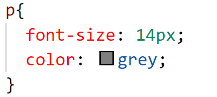 p{
font-size: 14px;
color: grey;
}